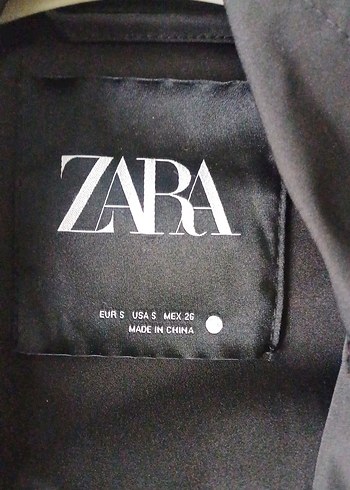 ZARA
EUR S USA S MEX 26
MADE IN CHINA